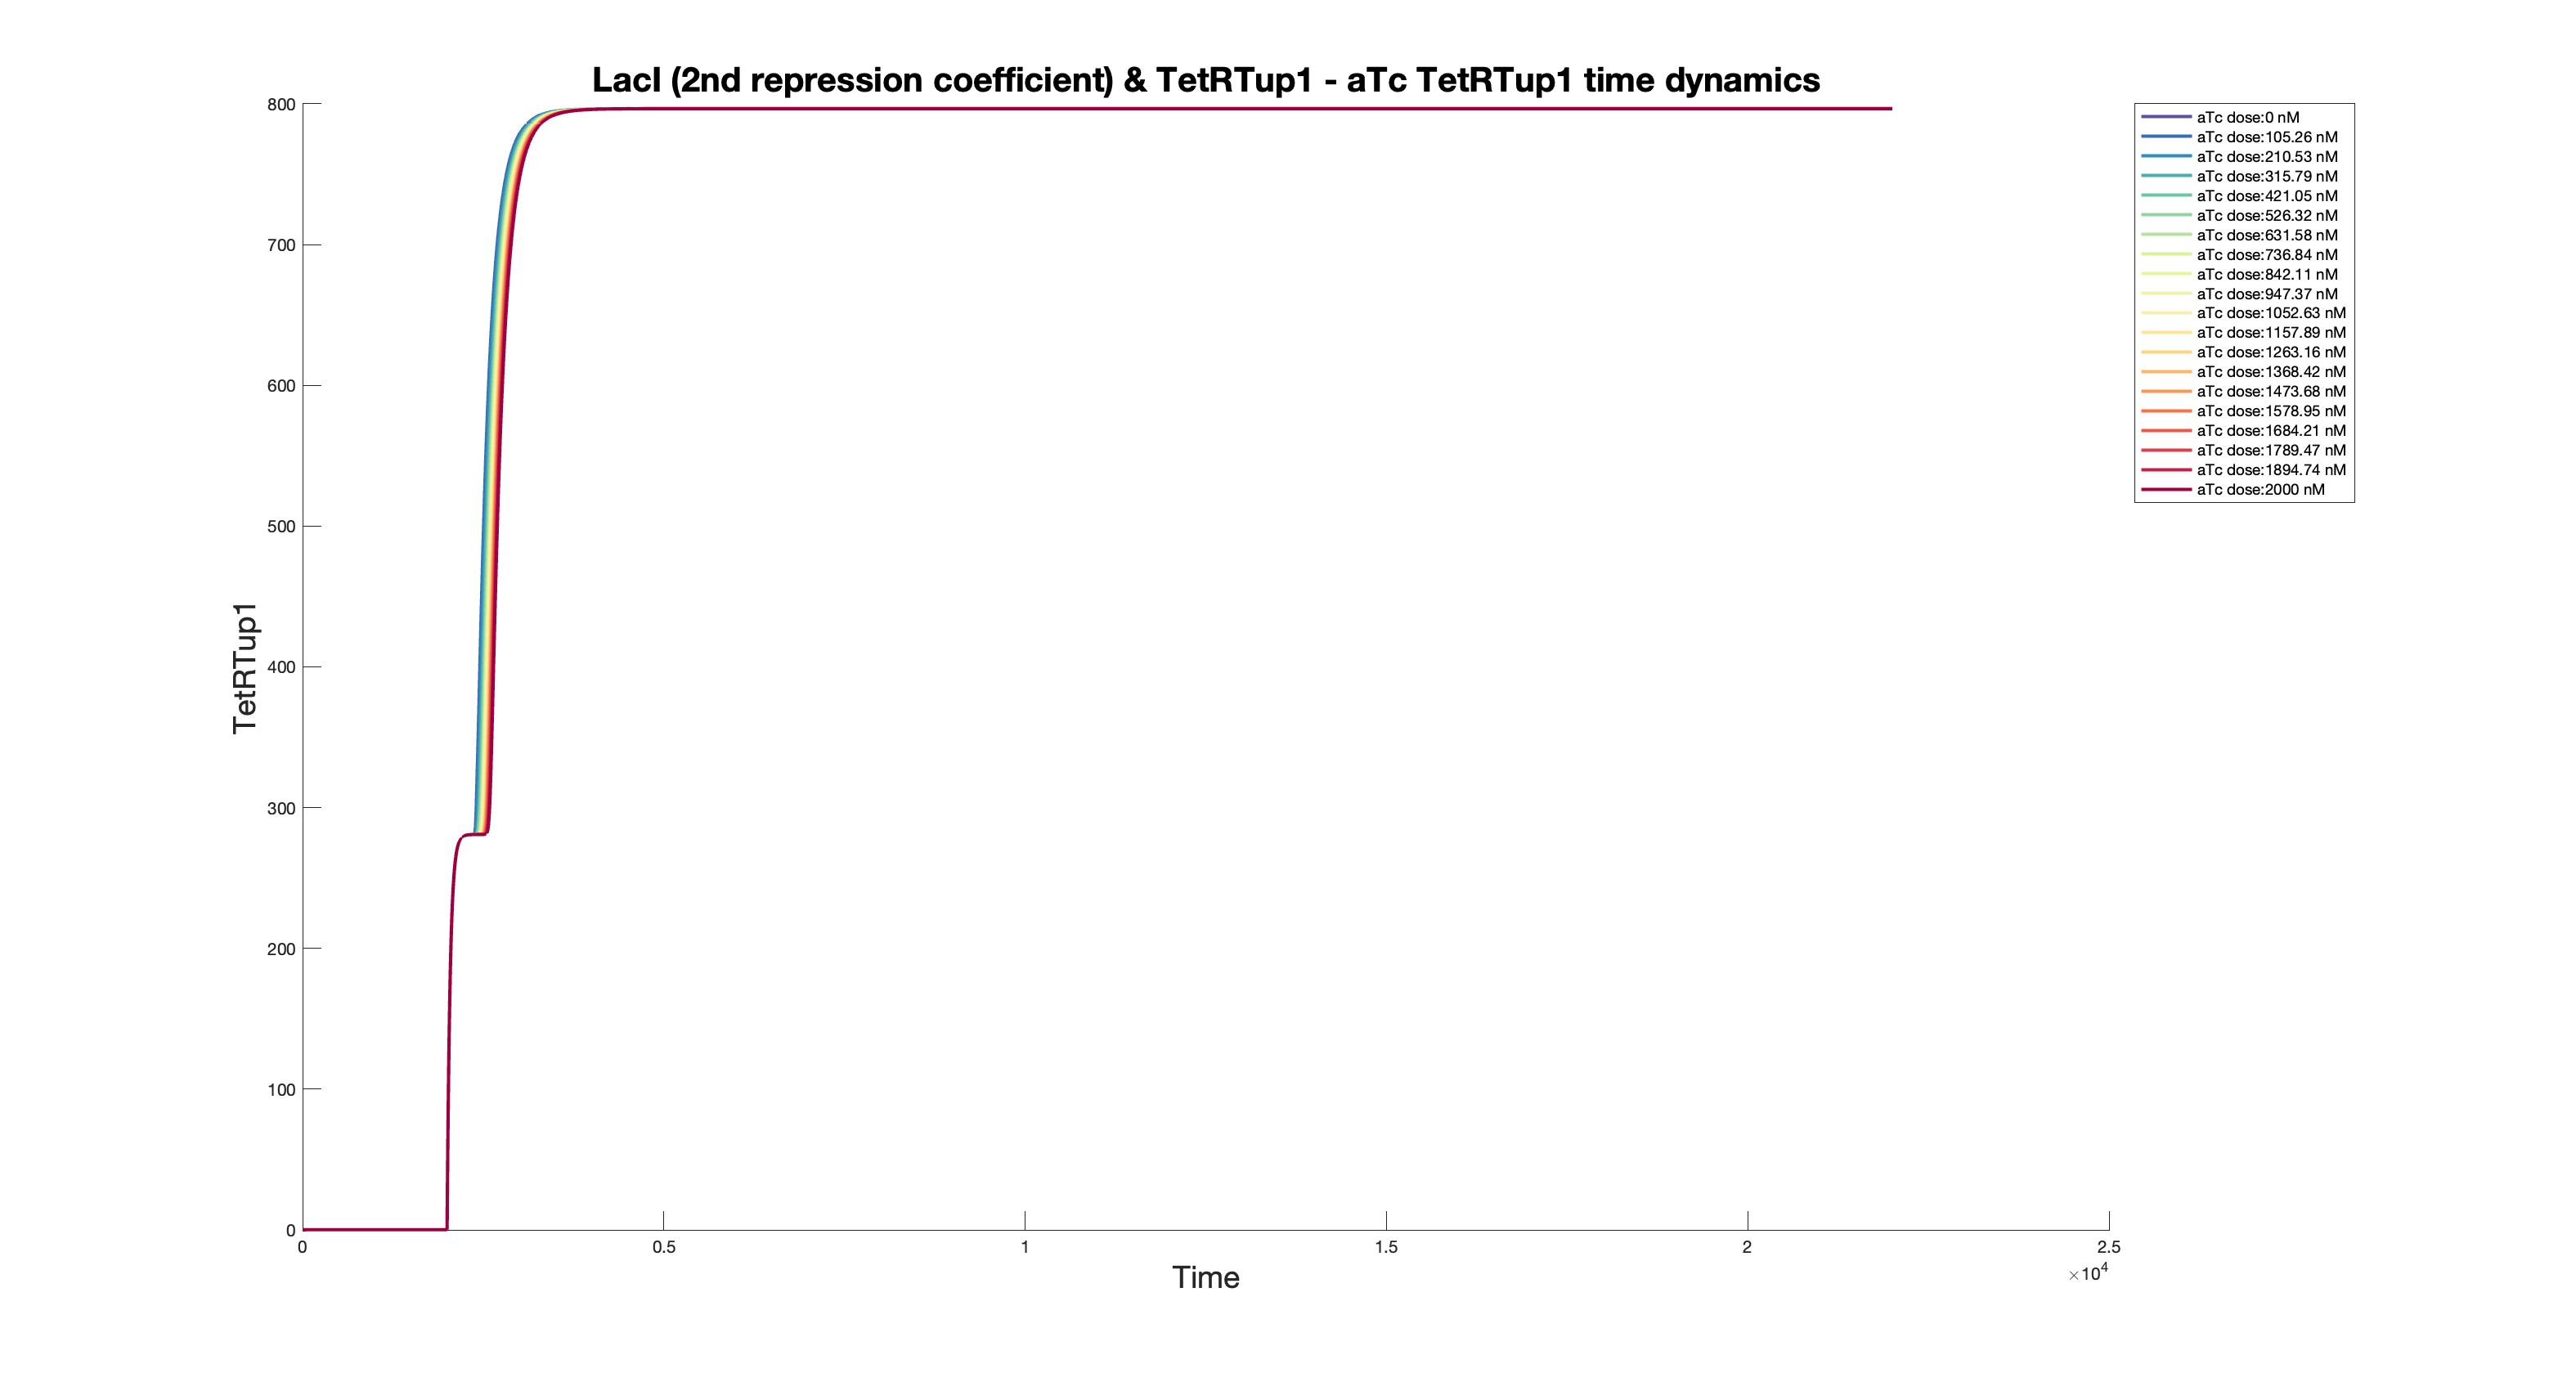 LacI (2nd repression coefficient) & TetRTup1 - aTc TetRTup1 time dynamics
800
700
600
500
400
300
200
100
0
TetRTup1
0 0.5 1 1.5 2 2.5
×10^4
Time
aTc dose:0 nM
aTc dose:105.26 nM
aTc dose:210.53 nM
aTc dose:315.79 nM
aTc dose:421.05 nM
aTc dose:526.32 nM
aTc dose:631.58 nM
aTc dose:736.84 nM
aTc dose:842.11 nM
aTc dose:947.37 nM
aTc dose:1052.63 nM
aTc dose:1157.89 nM
aTc dose:1263.16 nM
aTc dose:1368.42 nM
aTc dose:1473.68 nM
aTc dose:1578.95 nM
aTc dose:1684.21 nM
aTc dose:1789.47 nM
aTc dose:1894.74 nM
aTc dose:2000 nM